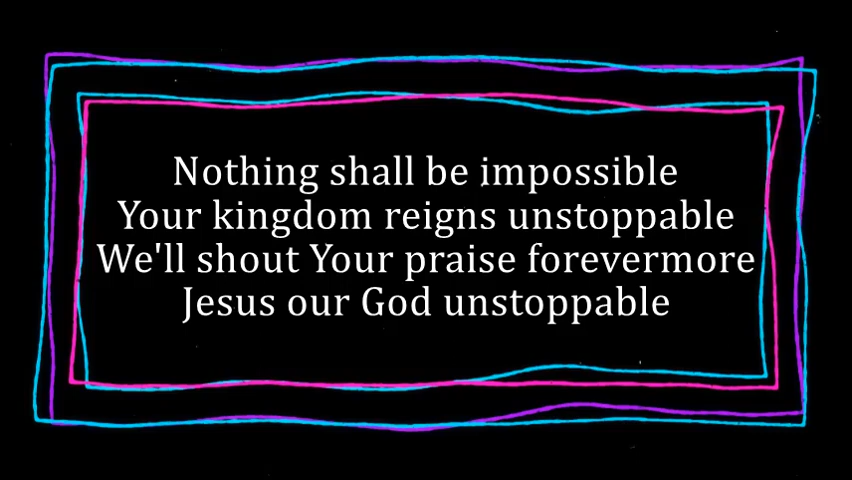 Nothing shall be impossible
Your kingdom reigns unstoppable
We'll shout Your praise forevermore
Jesus our God unstoppable